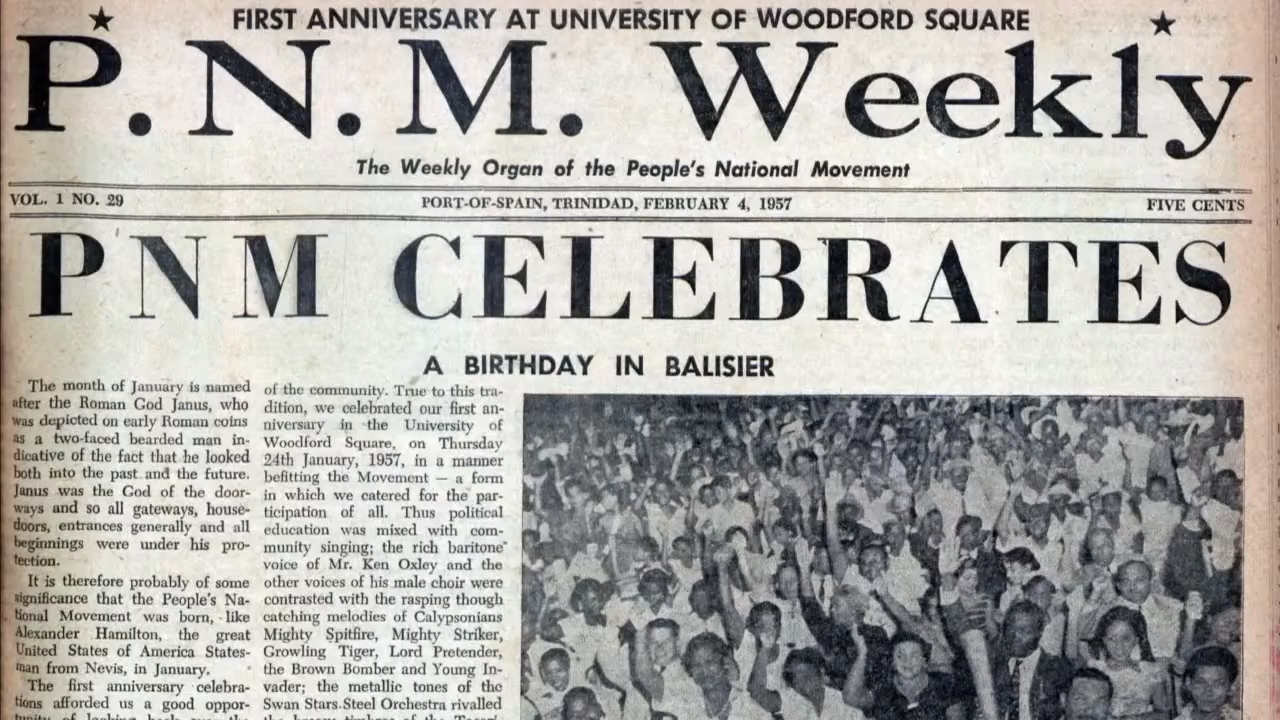 FIRST ANNIVERSARY AT UNIVERSITY OF WOODFORD SQUARE
P.N.M. Weekly
The Weekly Organ of the People's National Movement
VOL. 1 NO. 29 PORT-OF-SPAIN, TRINIDAD, FEBRUARY 4, 1957 FIVE CENTS
PNM CELEBRATES
A BIRTHDAY IN BALISIER
The month of January is named
after the Roman God Janus, who
was depicted on early Roman coins
as a two-faced bearded man in-
dicative of the fact that he looked
both into the past and the future.
Janus was the God of the door-
ways and so all gateways, house-
doors, entrances generally and all
beginnings were under his pro-
tection.
It is therefore probably of some
significance that the People's Na-
tional Movement was born, like
Alexander Hamilton, the great
United States of America States-
man from Nevis, in January.
The first anniversary celebra-
tions afforded us a good oppor-
of the community. True to this tra-
dition, we celebrated our first an-
niversary in the University of
Woodford Square, on Thursday
24th January, 1957, in a manner
befitting the Movement — a form
in which we catered for the par-
ticipation of all. Thus political
education was mixed with com-
munity singing; the rich baritone
voice of Mr. Ken Oxley and the
other voices of his male choir were
contrasted with the rasping though
catching melodies of Calypsonians
Mighty Spitfire, Mighty Striker,
Growling Tiger, Lord Pretender,
the Brown Bomber and Young In-
vader; the metallic tones of the
Swan Stars Steel Orchestra rivalled